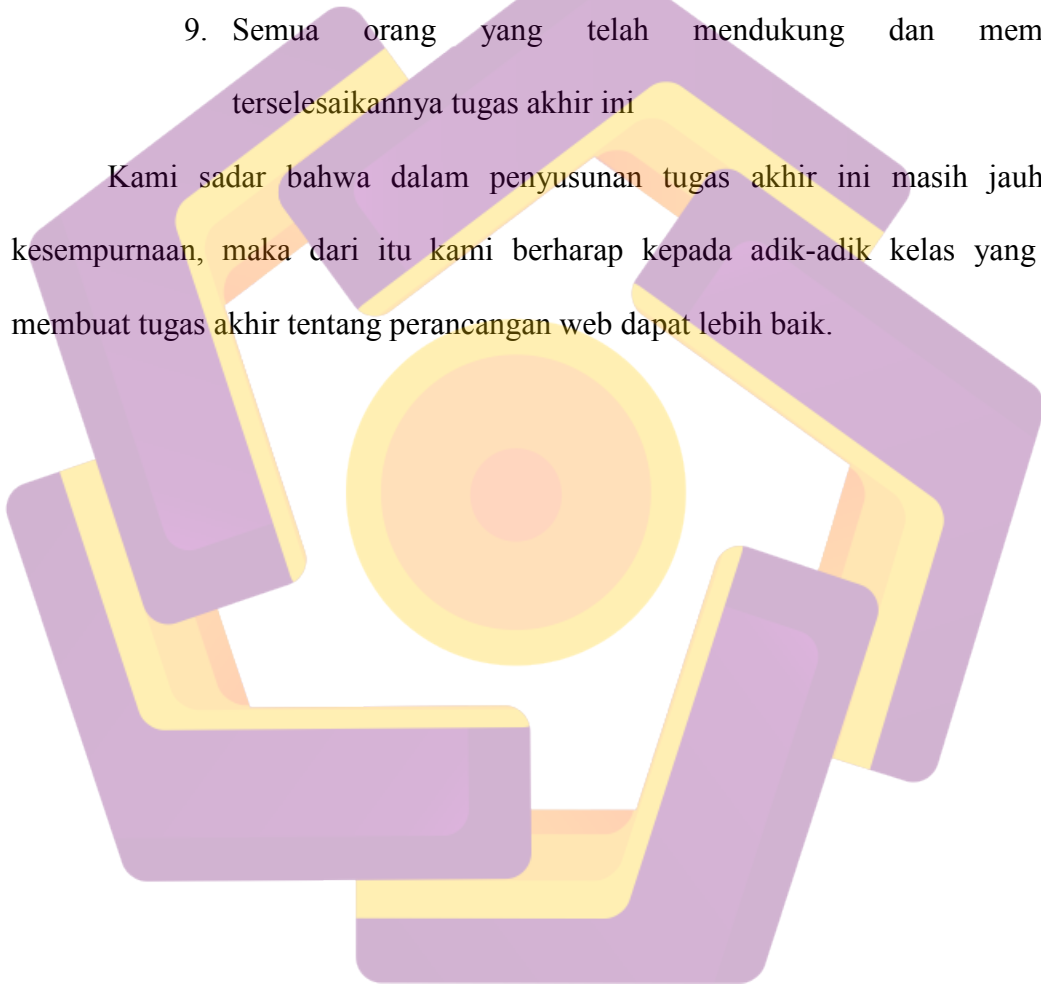 9. Semua orang yang telah mendukung dan mem
terselesaikannya tugas akhir ini
Kami sadar bahwa dalam penyusunan tugas akhir ini masih jauh
kesempurnaan, maka dari itu kami berharap kepada adik-adik kelas yang
membuat tugas akhir tentang perancangan web dapat lebih baik.